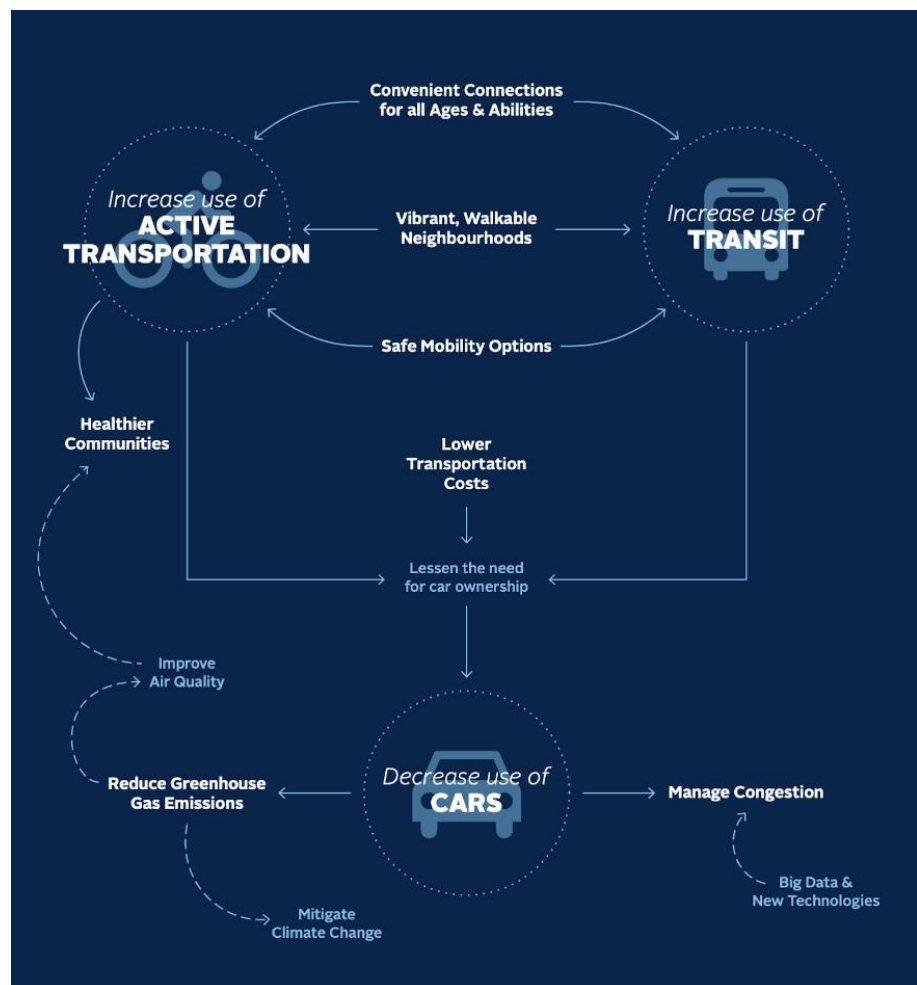 Convenient Connections
for all Ages & Abilities
Increase use of
ACTIVE
TRANSPORTATION
Vibrant, Walkable
Neighbourhoods
Increase use of
TRANSIT
Safe Mobility Options
Healthier
Communities
Lower
Transportation
Costs
Lessen the need
for car ownership
Improve
Air Quality
Reduce Greenhouse
Gas Emissions
Decrease use of
CARS
Manage Congestion
Big Data &
New Technologies
Mitigate
Climate Change